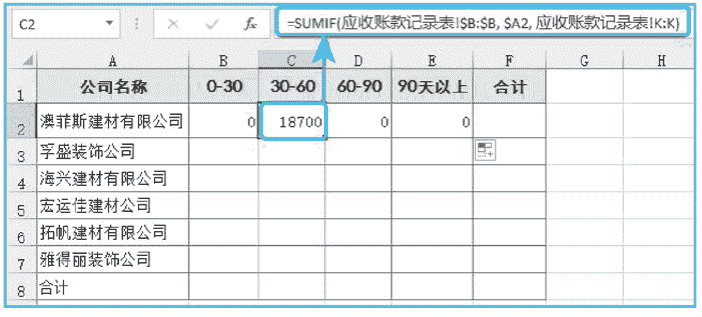 C2 fx =SUMIF(应收账款记录表!$B:$B, $A2, 应收账款记录表!K:K)
A B C D E F G H
1 公司名称 0-30 30-60 60-90 90天以上 合计
2 澳菲斯建材有限公司 0 18700 0 0
3 孚盛装饰公司
4 海兴建材有限公司
5 宏运佳建材公司
6 拓帆建材有限公司
7 雅得丽装饰公司
8 合计